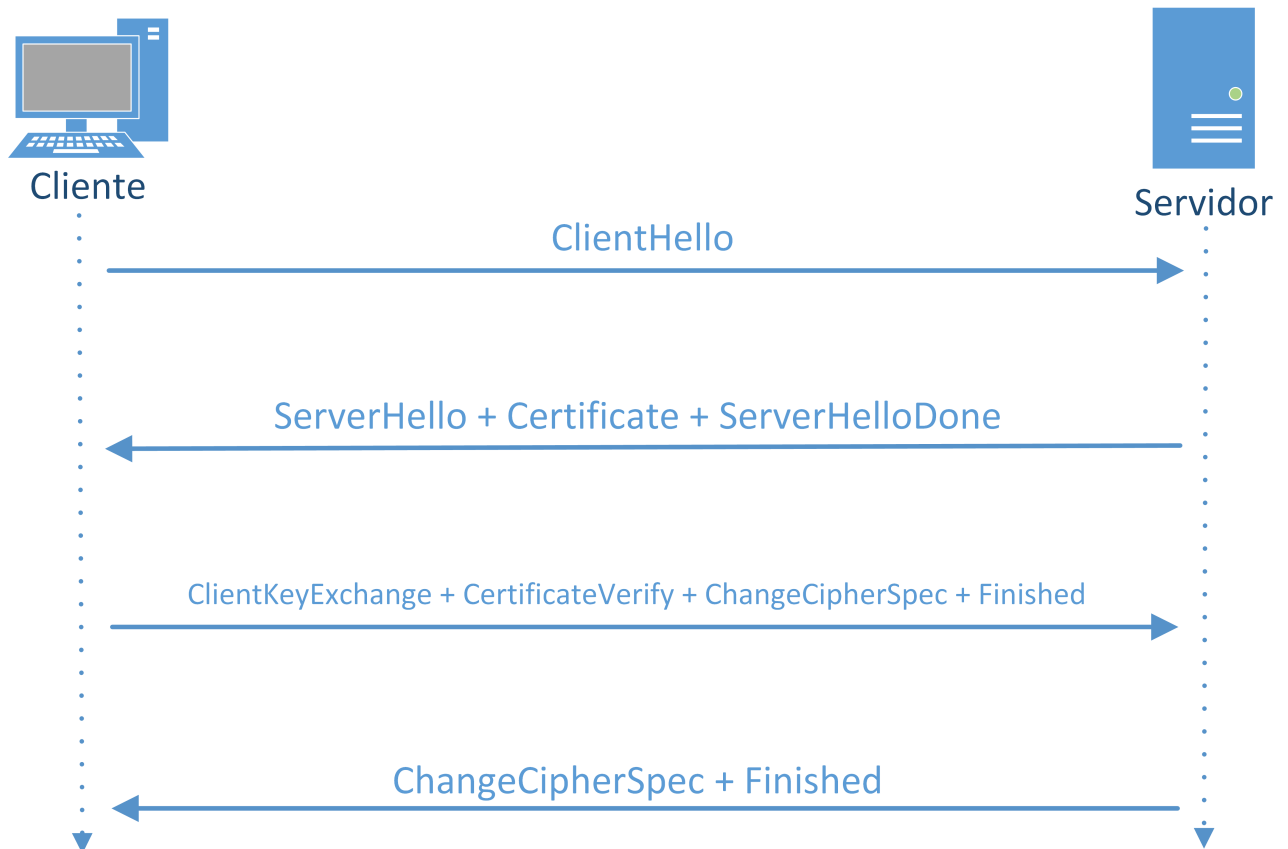 Cliente
Servidor
ClientHello
ServerHello + Certificate + ServerHelloDone
ClientKeyExchange + CertificateVerify + ChangeCipherSpec + Finished
ChangeCipherSpec + Finished